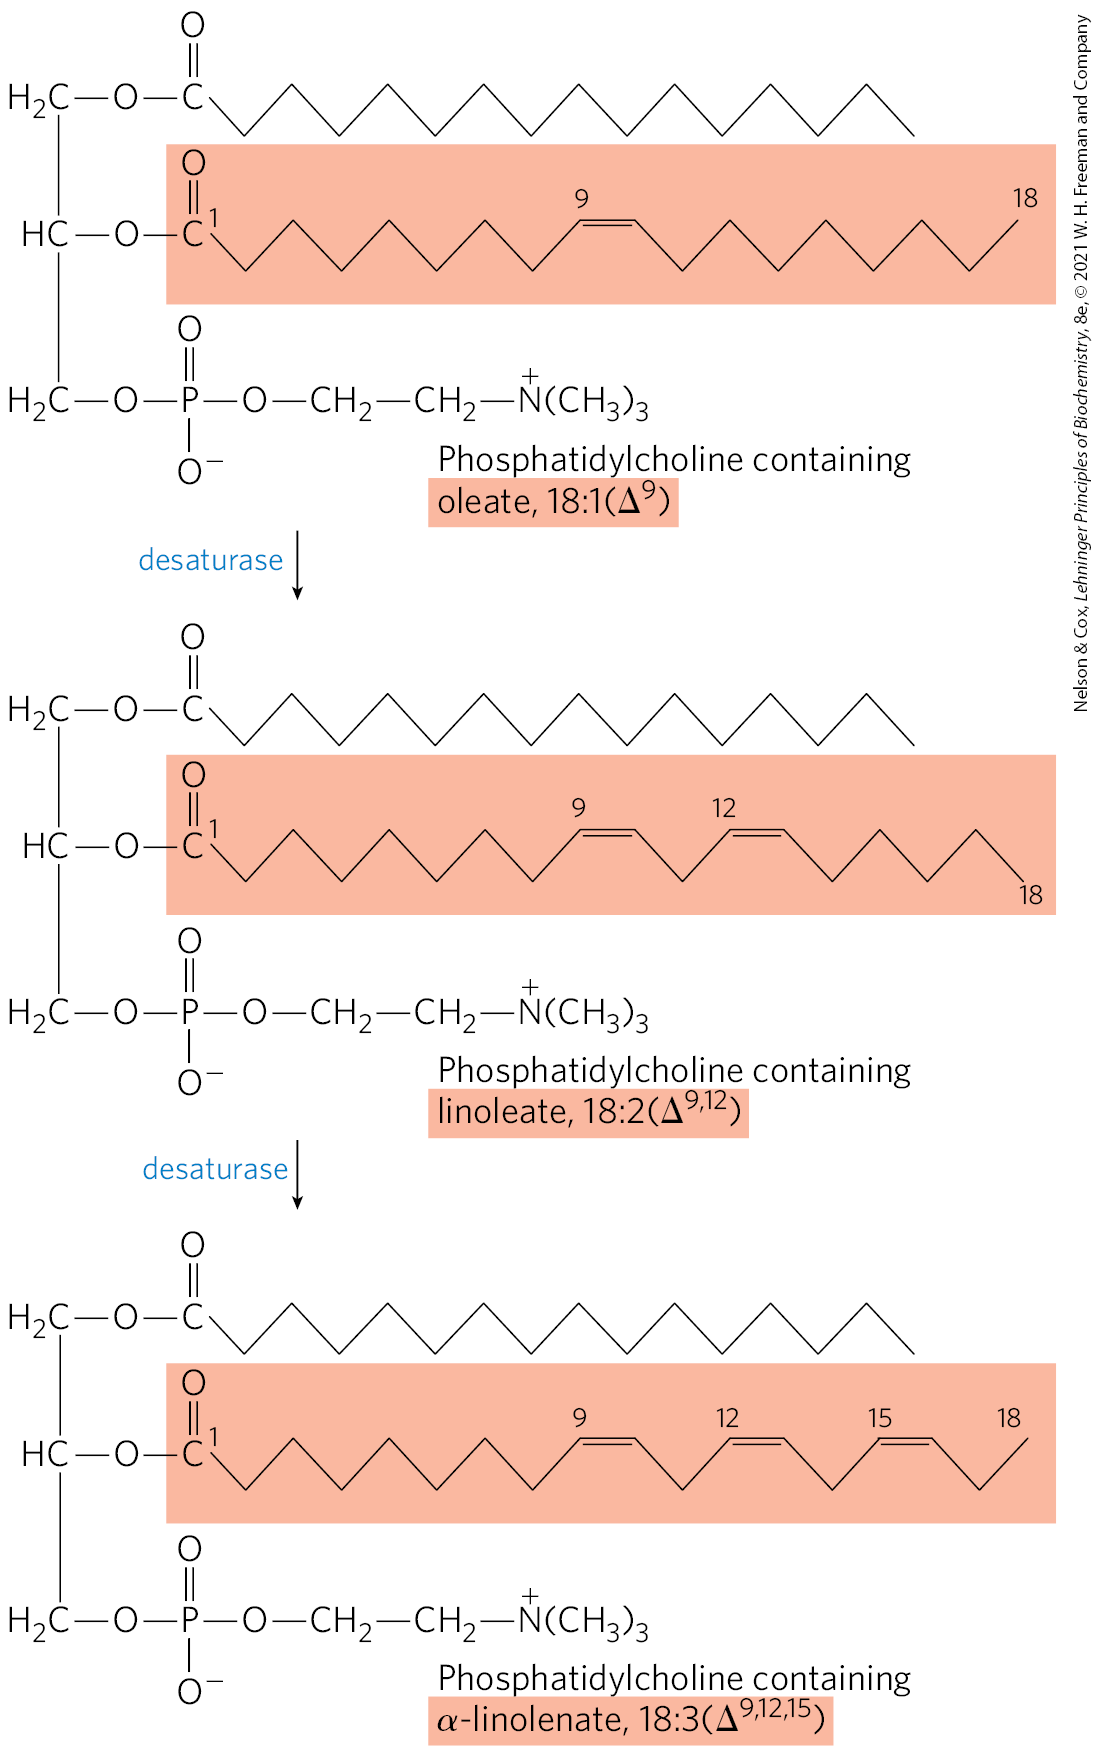 O
H₂C—O—C
O
9
18
HC—O—C¹
O
H₂C—O—P—O—CH₂—CH₂—N⁺(CH₃)₃
O⁻
Phosphatidylcholine containing
oleate, 18:1(Δ⁹)
desaturase
O
H₂C—O—C
O
9
12
HC—O—C¹
18
O
H₂C—O—P—O—CH₂—CH₂—N⁺(CH₃)₃
O⁻
Phosphatidylcholine containing
linoleate, 18:2(Δ⁹,¹²)
desaturase
O
H₂C—O—C
O
9
12
15
18
HC—O—C¹
O
H₂C—O—P—O—CH₂—CH₂—N⁺(CH₃)₃
O⁻
Phosphatidylcholine containing
α-linolenate, 18:3(Δ⁹,¹²,¹⁵)
Nelson & Cox, Lehninger Principles of Biochemistry, 8e, © 2021 W. H. Freeman and Company